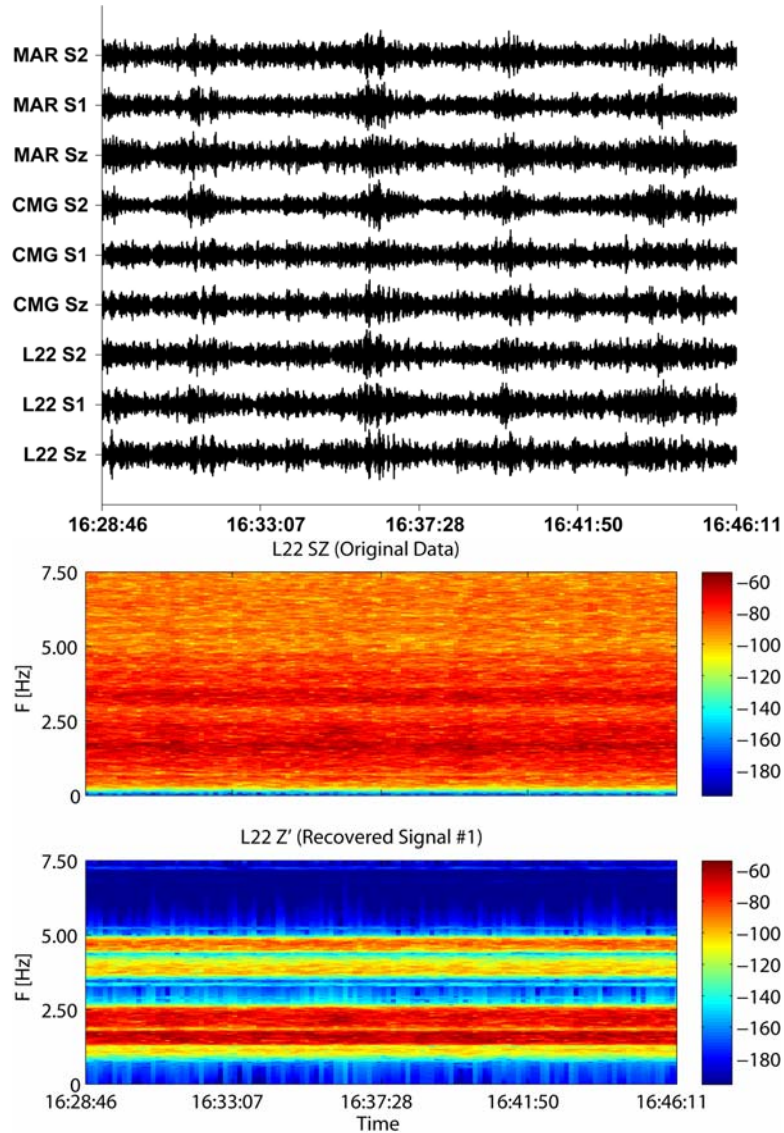 MAR S2
MAR S1
MAR Sz
CMG S2
CMG S1
CMG Sz
L22 S2
L22 S1
L22 Sz
16:28:46 16:33:07 16:37:28 16:41:50 16:46:11
L22 SZ (Original Data)
7.50
5.00
2.50
0
F [Hz]
−60
−80
−100
−120
−140
−160
−180
L22 Z' (Recovered Signal #1)
7.50
5.00
2.50
0
F [Hz]
−60
−80
−100
−120
−140
−160
−180
16:28:46 16:33:07 16:37:28 16:41:50 16:46:11
Time